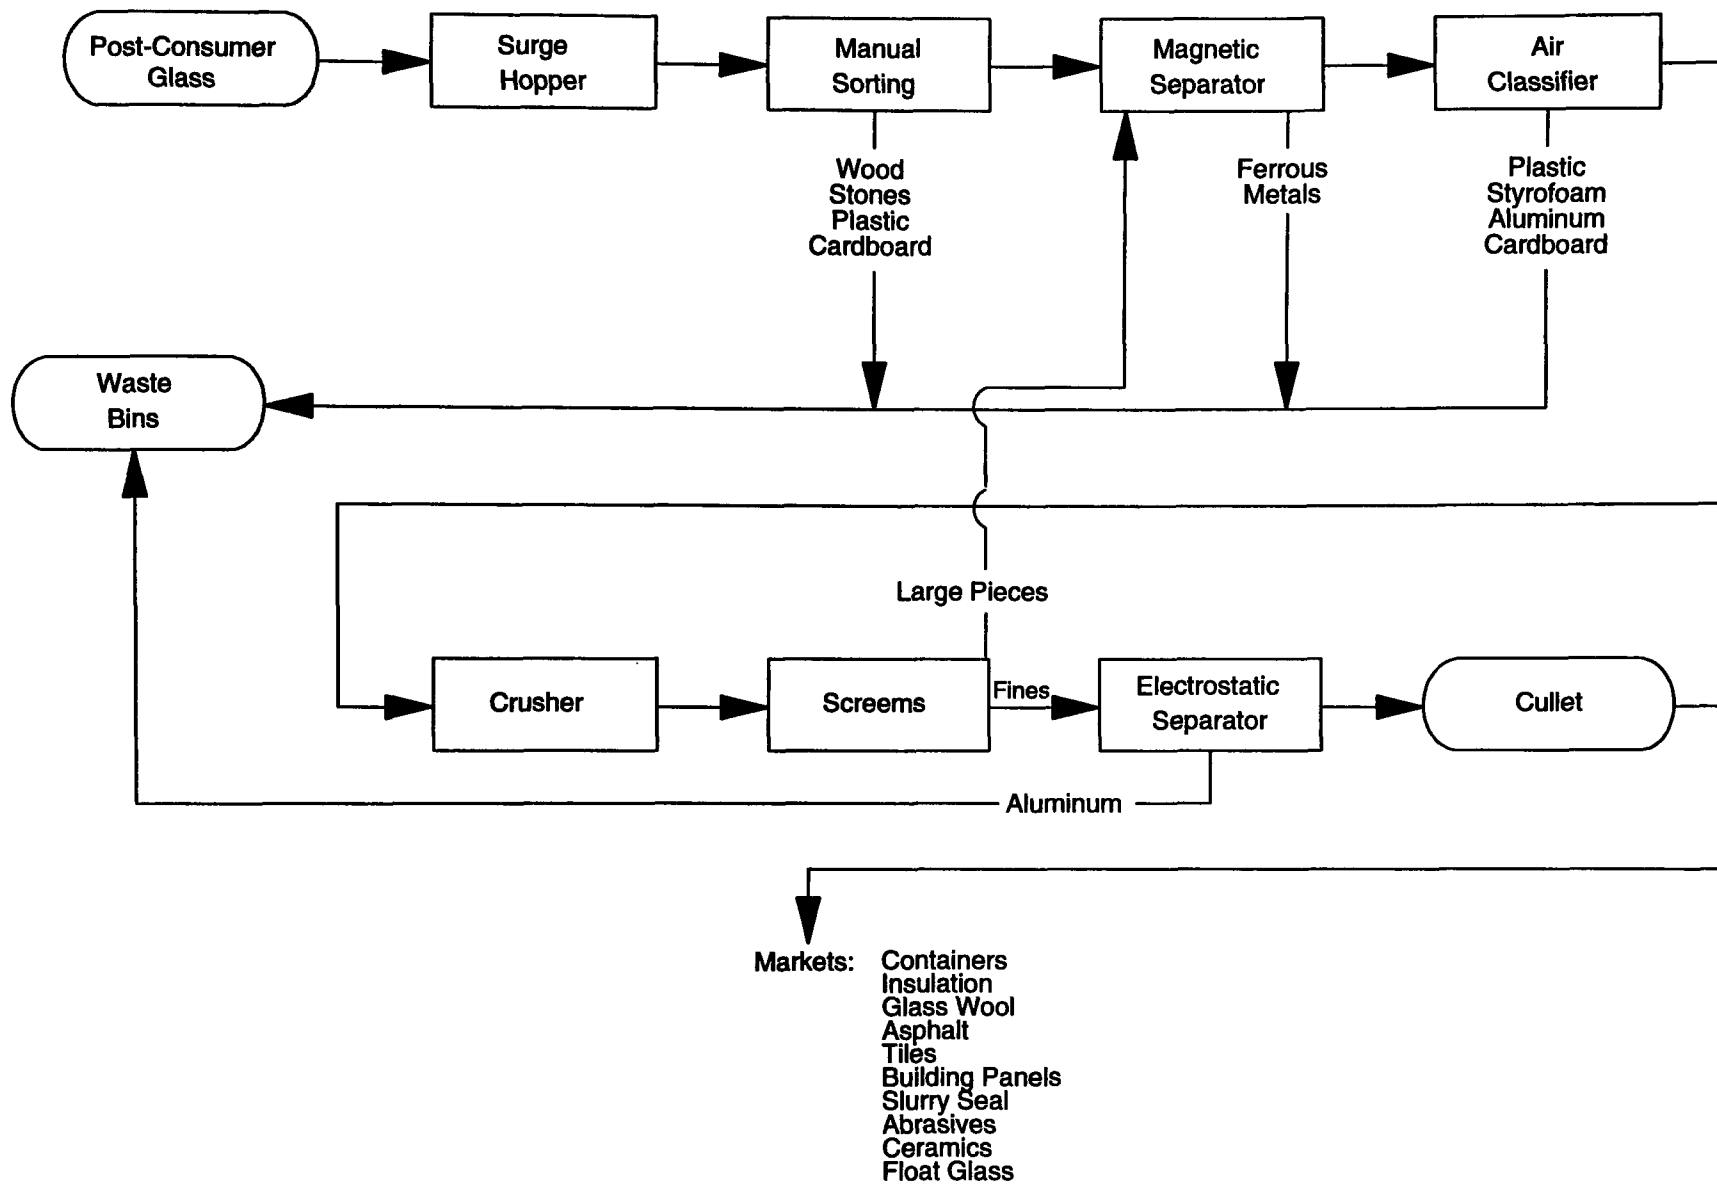 Post-Consumer
Glass
Surge
Hopper
Manual
Sorting
Magnetic
Separator
Air
Classifier
Wood
Stones
Plastic
Cardboard
Ferrous
Metals
Plastic
Styrofoam
Aluminum
Cardboard
Waste
Bins
Large Pieces
Crusher
Screems
Fines
Electrostatic
Separator
Cullet
Aluminum
Markets: Containers
Insulation
Glass Wool
Asphalt
Tiles
Building Panels
Slurry Seal
Abrasives
Ceramics
Float Glass